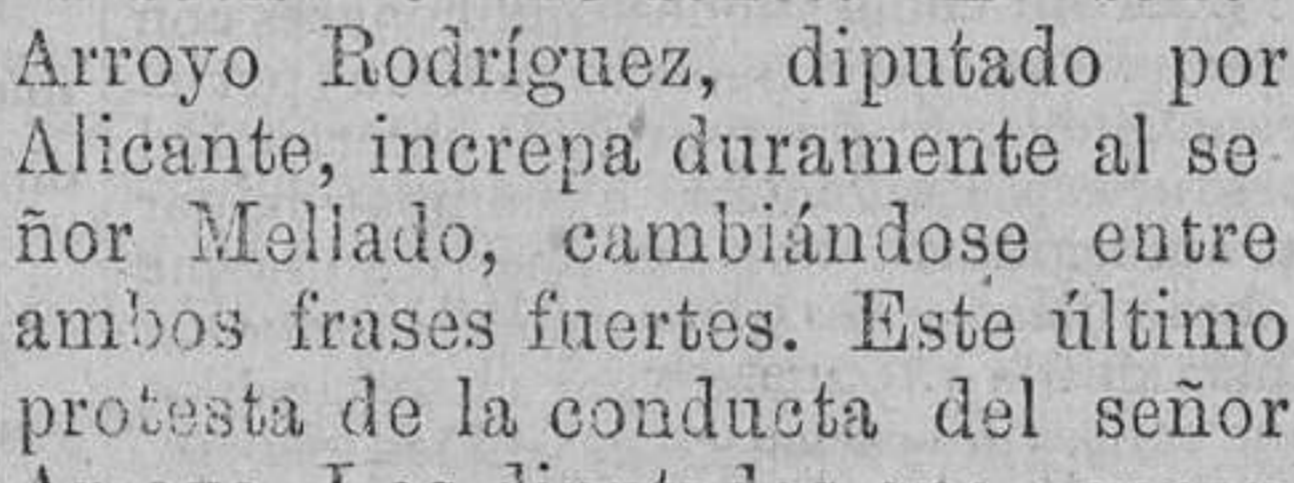 Arroyo Rodríguez, diputado por
Alicante, increpa duramente al se-
ñor Mellado, cambiándose entre
ambos frases fuertes. Este último
protesta de la conducta del señor